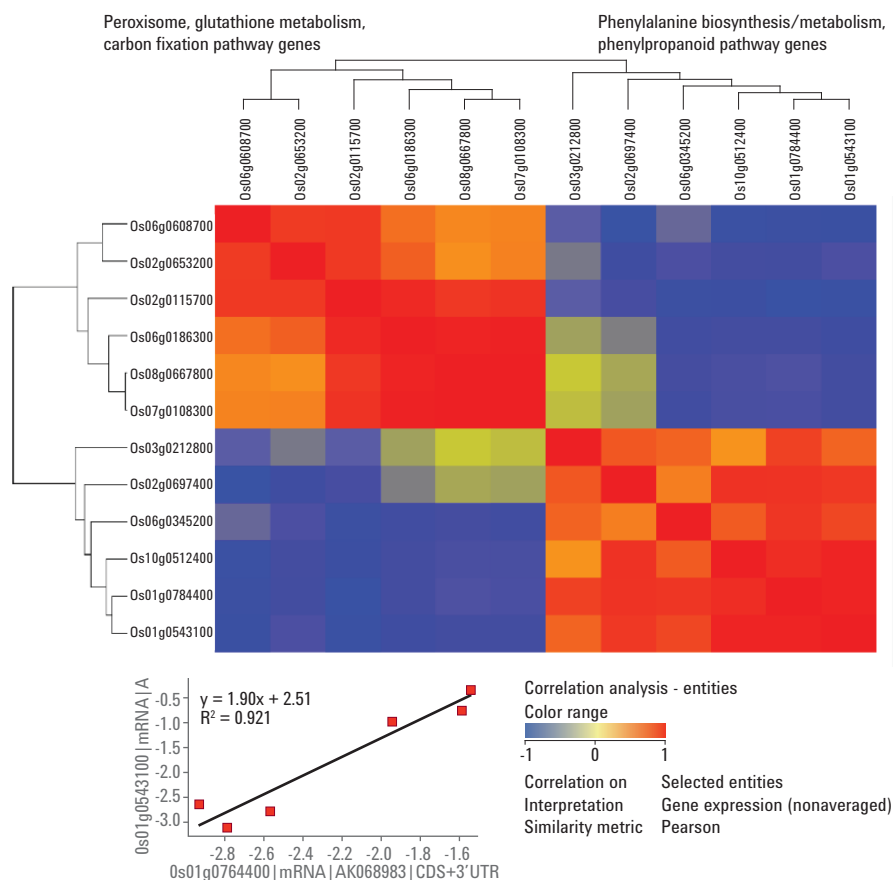 Peroxisome, glutathione metabolism,
carbon fixation pathway genes
Phenylalanine biosynthesis/metabolism,
phenylpropanoid pathway genes
Os06g0608700
Os02g0653200
Os02g0115700
Os06g0186300
Os08g0667800
Os07g0108300
Os03g0212800
Os02g0697400
Os06g0345200
Os10g0512400
Os01g0784400
Os01g0543100
Os06g0608700
Os02g0653200
Os02g0115700
Os06g0186300
Os08g0667800
Os07g0108300
Os03g0212800
Os02g0697400
Os06g0345200
Os10g0512400
Os01g0784400
Os01g0543100
0s01g0543100|mRNA|A
-0.5
-1.0
-1.5
-2.0
-2.5
-3.0
y = 1.90x + 2.51
R² = 0.921
-2.8 -2.6 -2.4 -2.2 -2.0 -1.8 -1.6
0s01g0764400|mRNA|AK068983|CDS+3′UTR
Correlation analysis - entities
Color range
-1 0 1
Correlation on Selected entities
Interpretation Gene expression (nonaveraged)
Similarity metric Pearson